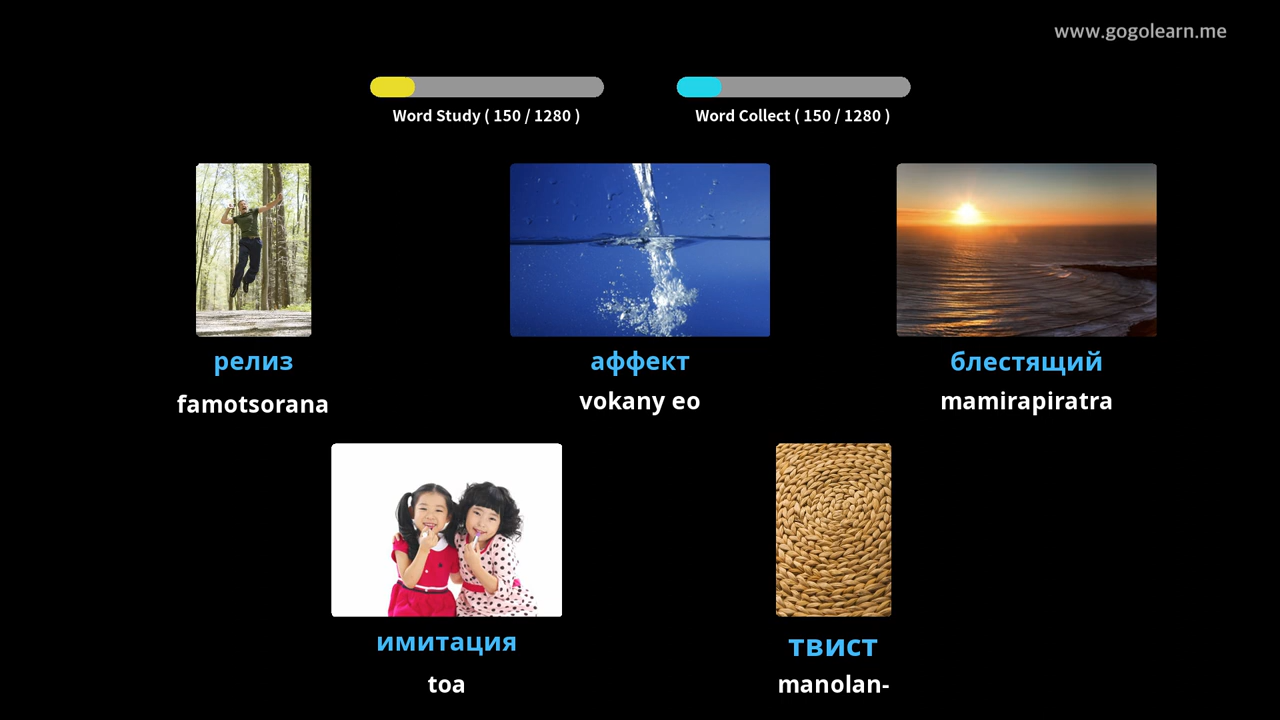 www.gogolearn.me
Word Study ( 150 / 1280 )
Word Collect ( 150 / 1280 )
релиз
аффект
блестящий
famotsorana
vokany eo
mamirapiratra
имитация
твист
toa
manolan-